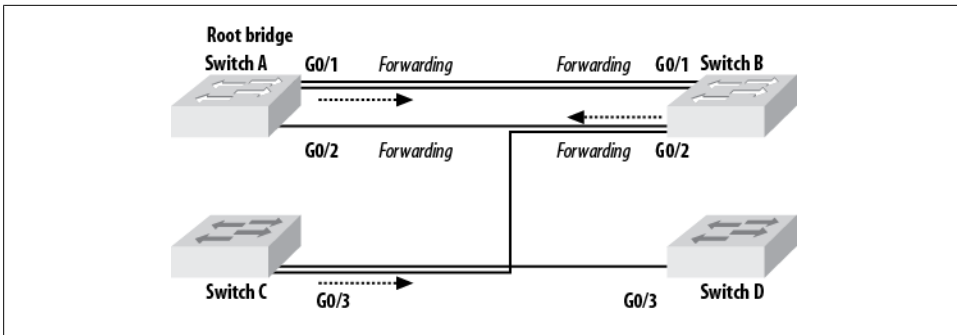 Root bridge
Switch A G0/1 Forwarding Forwarding G0/1 Switch B
G0/2 Forwarding Forwarding G0/2
Switch C G0/3 G0/3 Switch D